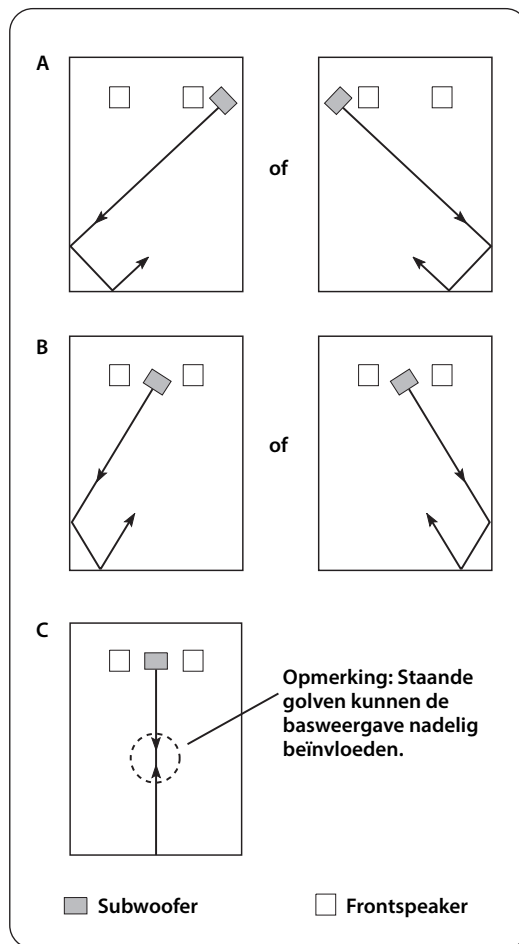 A
of
B
of
C
Opmerking: Staande
golven kunnen de
basweergave nadelig
beïnvloeden.
Subwoofer
Frontspeaker